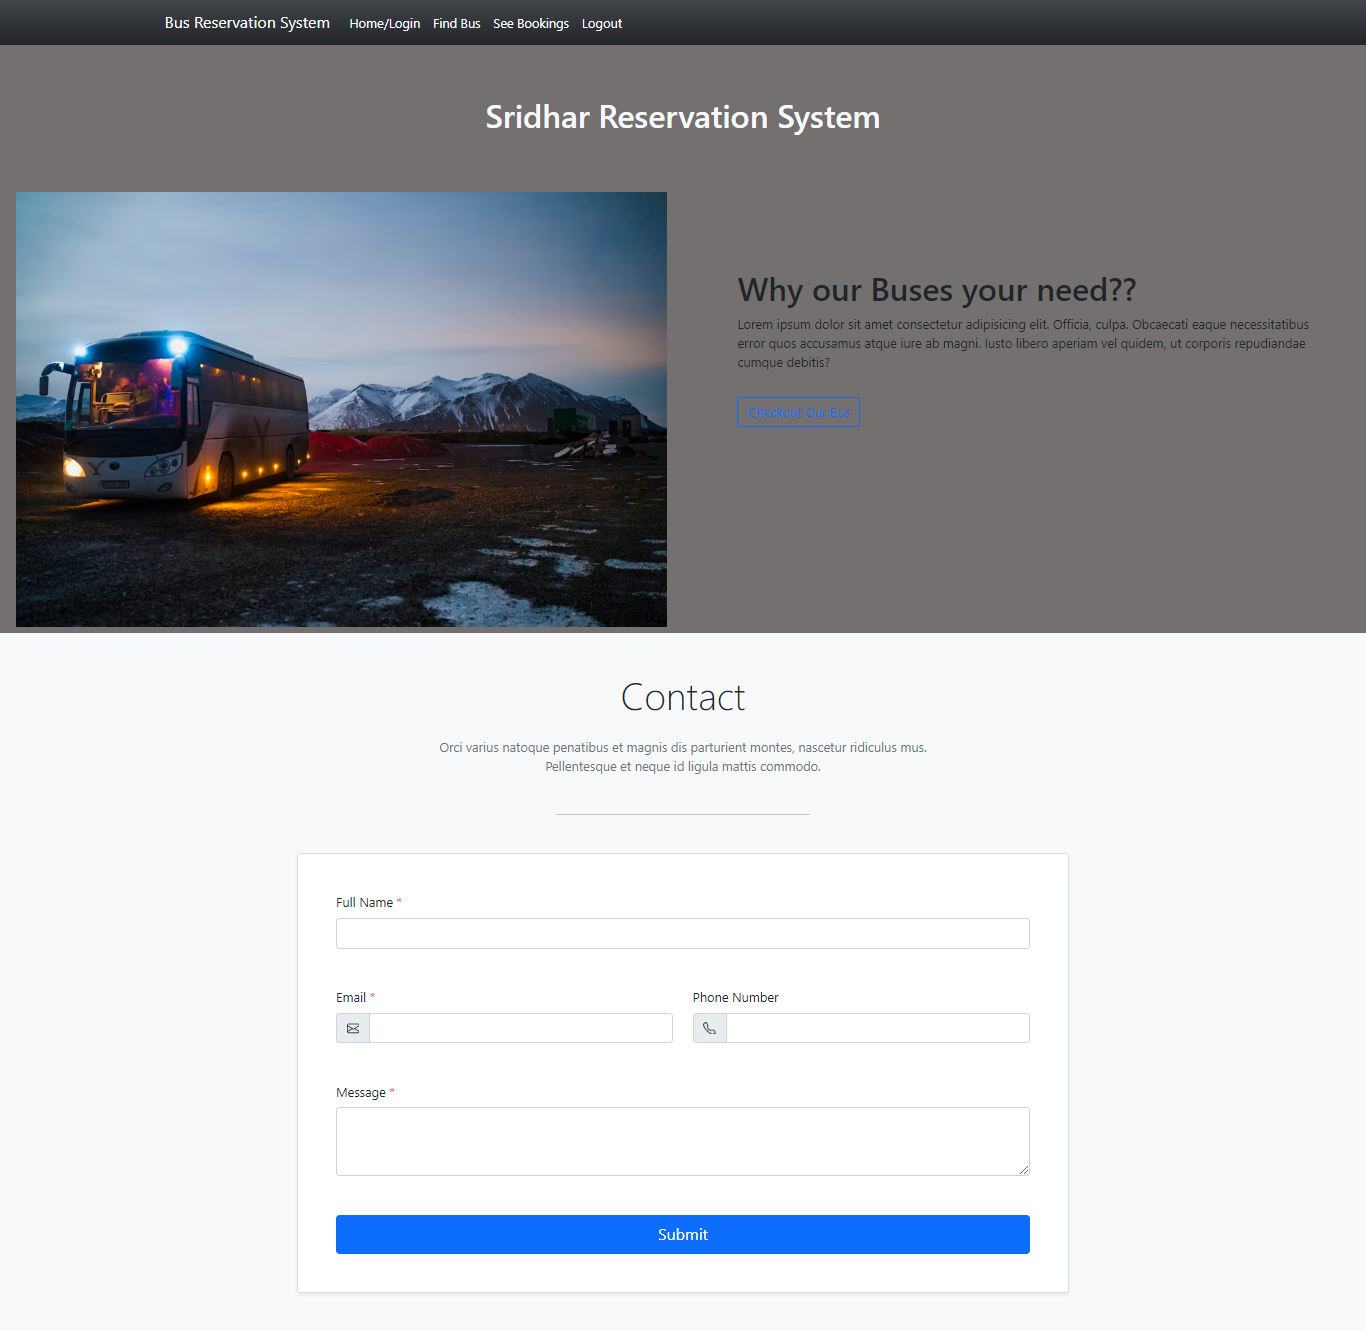 Bus Reservation System Home/Login Find Bus See Bookings Logout
Sridhar Reservation System
Why our Buses your need??
Lorem ipsum dolor sit amet consectetur adipisicing elit. Officia, culpa. Obcaecati eaque necessitatibus
error quos accusamus atque iure ab magni. Iusto libero aperiam vel quidem, ut corporis repudiandae
cumque debitis?
Checkout Our Bus
Contact
Orci varius natoque penatibus et magnis dis parturient montes, nascetur ridiculus mus.
Pellentesque et neque id ligula mattis commodo.
Full Name *
Email * Phone Number
Message *
Submit